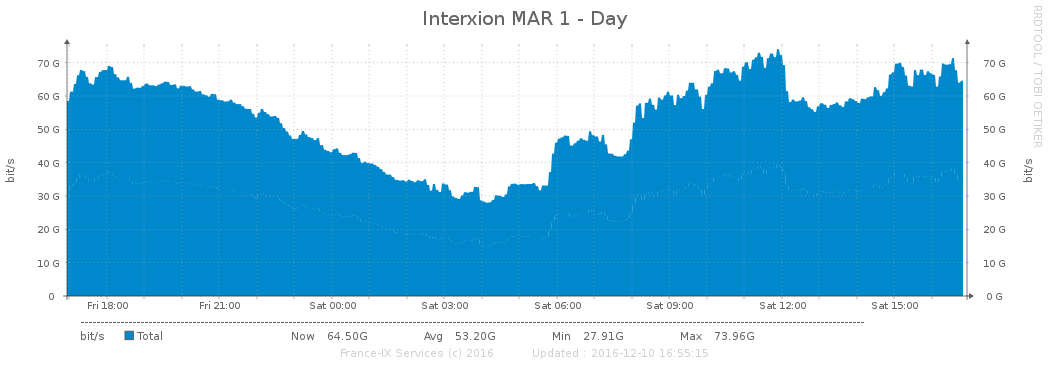 Interxion MAR 1 - Day
RRDTOOL / TOBI OETIKER
bit/s
70 G 70 G
60 G 60 G
50 G 50 G
40 G 40 G
30 G 30 G
20 G 20 G
10 G 10 G
0 0 G
bit/s
Fri 18:00 Fri 21:00 Sat 00:00 Sat 03:00 Sat 06:00 Sat 09:00 Sat 12:00 Sat 15:00
bit/s Total Now 64.50G Avg 53.20G Min 27.91G Max 73.96G
France-IX Services (c) 2016 Updated : 2016-12-10 16:55:15